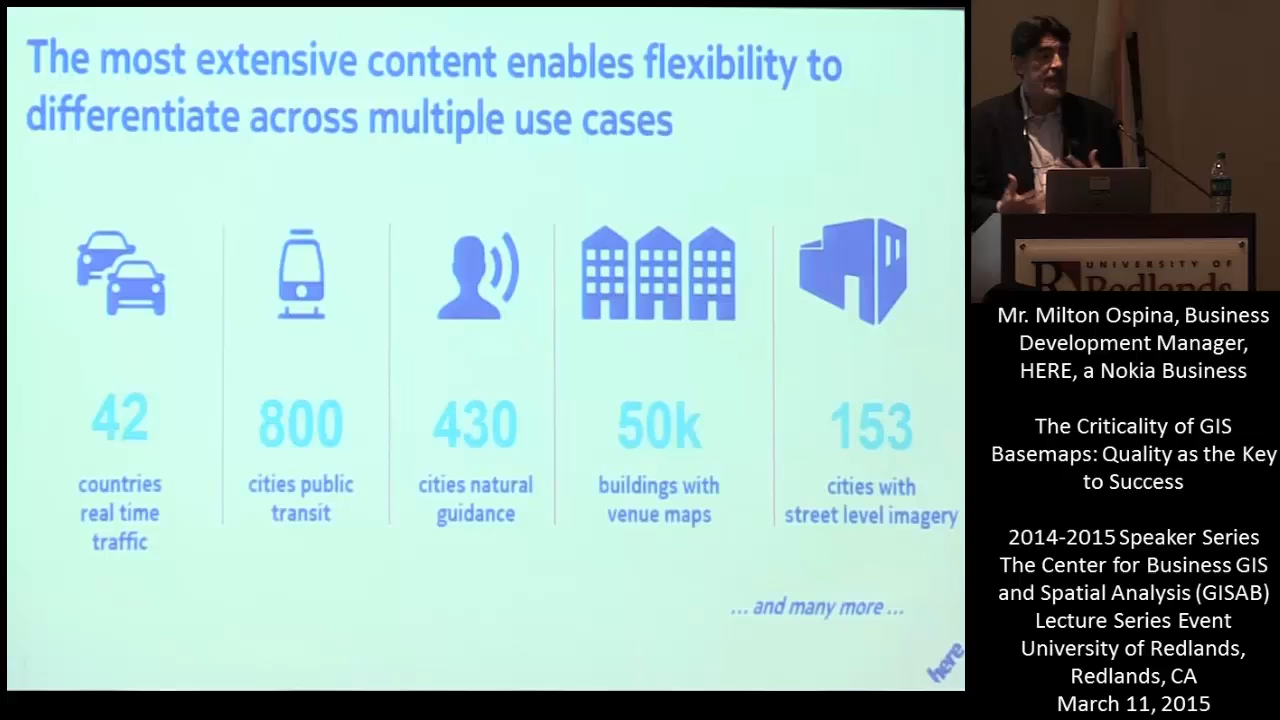 The most extensive content enables flexibility to
differentiate across multiple use cases
42
countries
real time
traffic
800
cities public
transit
430
cities natural
guidance
50k
buildings with
venue maps
153
cities with
street level imagery
... and many more ...
here
UNIVERSITY OF
Redlands
Mr. Milton Ospina, Business
Development Manager,
HERE, a Nokia Business
The Criticality of GIS
Basemaps: Quality as the Key
to Success
2014-2015 Speaker Series
The Center for Business GIS
and Spatial Analysis (GISAB)
Lecture Series Event
University of Redlands,
Redlands, CA
March 11, 2015